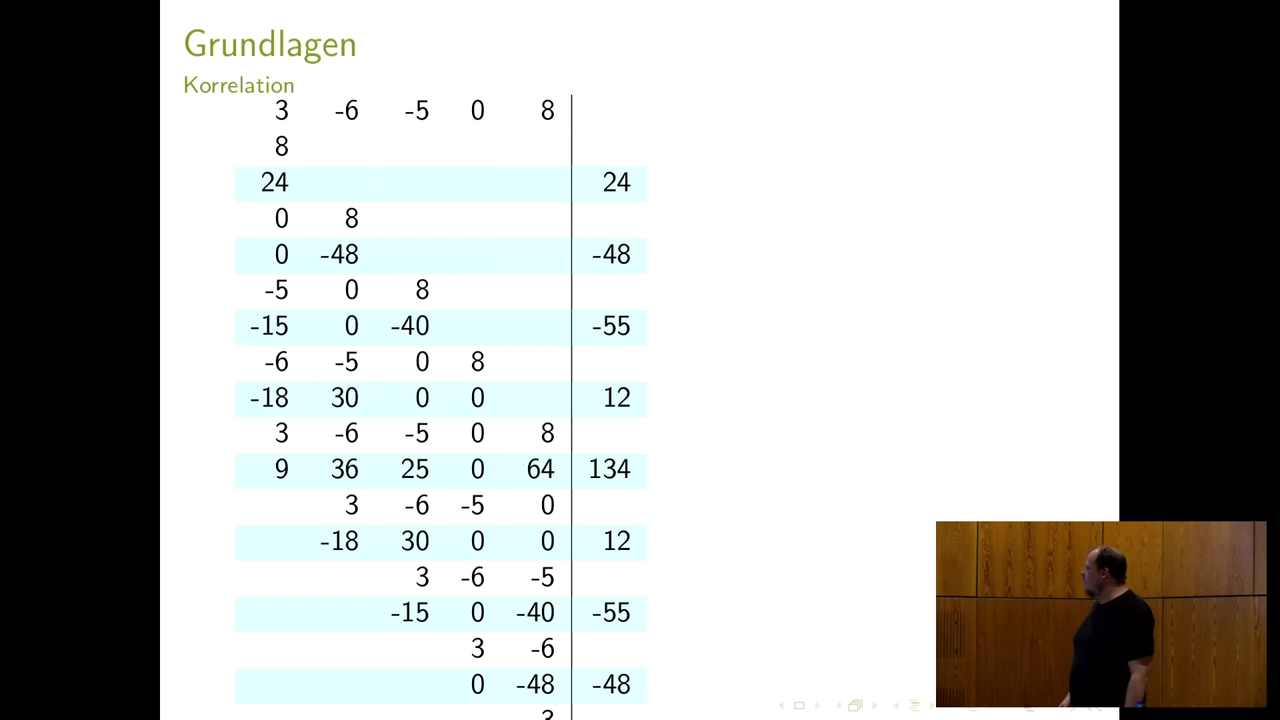 Grundlagen
Korrelation
3 -6 -5 0 8
8
24 24
0 8
0 -48 -48
-5 0 8
-15 0 -40 -55
-6 -5 0 8
-18 30 0 0 12
3 -6 -5 0 8
9 36 25 0 64 134
3 -6 -5 0
-18 30 0 0 12
3 -6 -5
-15 0 -40 -55
3 -6
0 -48 -48
3